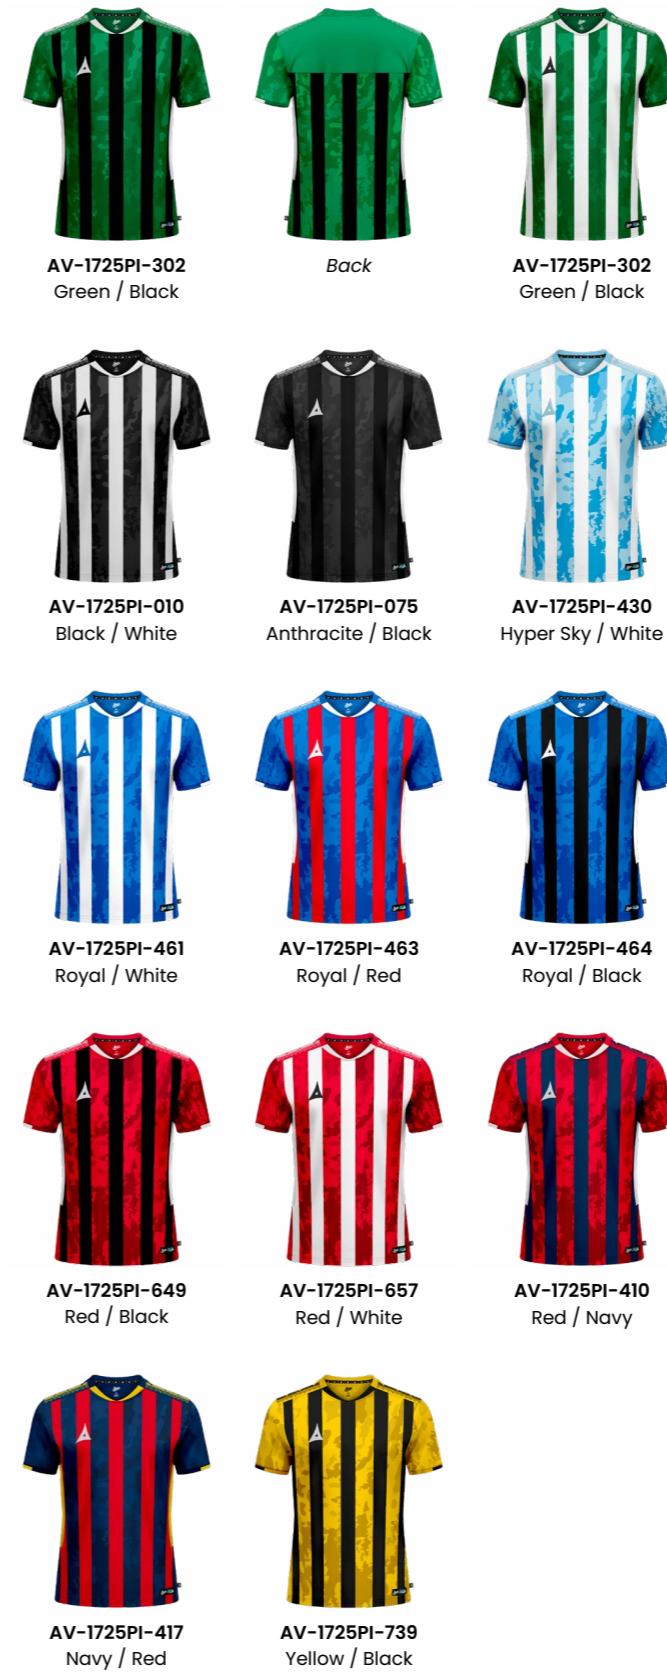 AV-1725PI-302
Green / Black
Back
AV-1725PI-302
Green / Black
AV-1725PI-010
Black / White
AV-1725PI-075
Anthracite / Black
AV-1725PI-430
Hyper Sky / White
AV-1725PI-461
Royal / White
AV-1725PI-463
Royal / Red
AV-1725PI-464
Royal / Black
AV-1725PI-649
Red / Black
AV-1725PI-657
Red / White
AV-1725PI-410
Red / Navy
AV-1725PI-417
Navy / Red
AV-1725PI-739
Yellow / Black